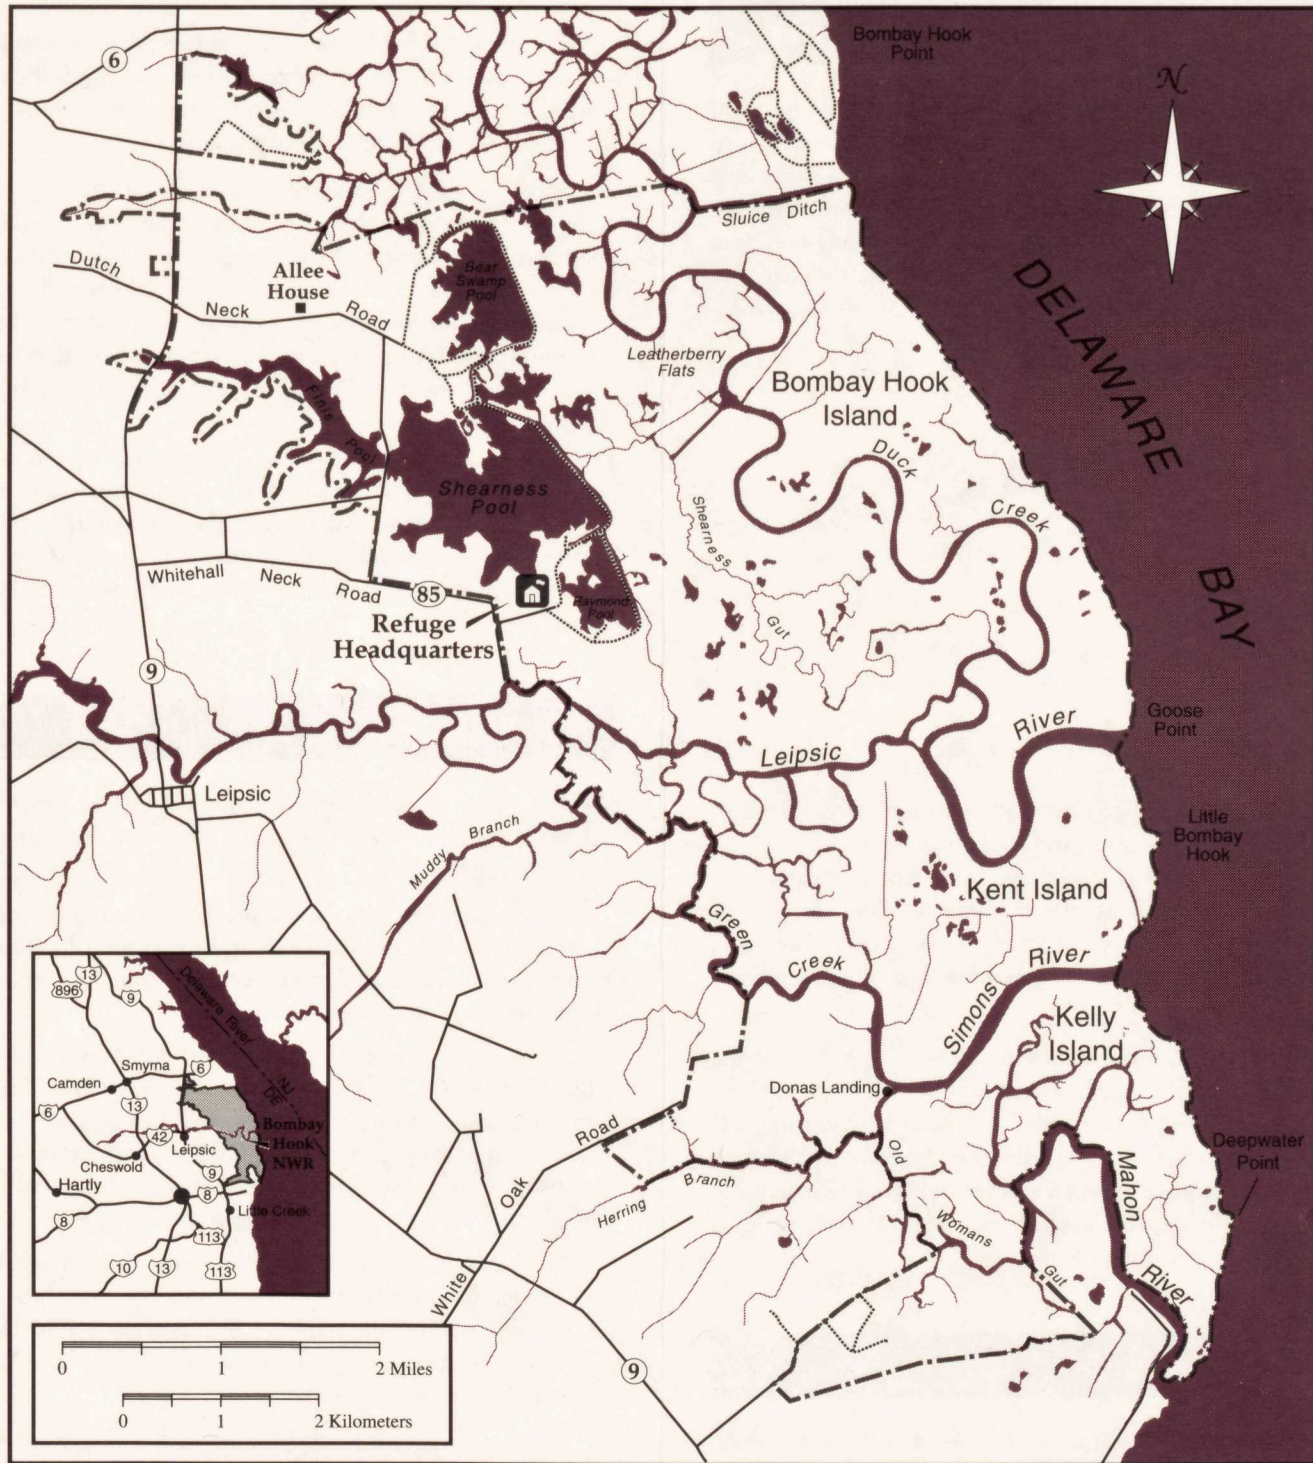 Bombay Hook
Point
6
N
Sluice Ditch
DELAWARE
BAY
Dutch
Neck
Road
Allee
House
Bear
Swamp
Pool
Leatherberry
Flats
Bombay Hook
Island
Finis
Pool
Duck
Creek
Shearness
Pool
Shearness
Gut
Whitehall
Neck
Road
85
Raymond
Pool
Refuge
Headquarters
9
Goose
Point
River
Leipsic
Leipsic
Little
Bombay
Hook
Muddy
Branch
Kent Island
Green
Creek
River
Simons
Kelly
Island
Donas Landing
Road
Oak
White
Old
Womans
Gut
Branch
Herring
Mahon
River
Deepwater
Point
9
13
896
9
Delaware River
NJ
DE
Smyrna
6
Camden
6
13
Bombay
Hook
NWR
42
Leipsic
Cheswold
9
Hartly
8
8
Little Creek
113
10
13
113
0 1 2 Miles
0 1 2 Kilometers